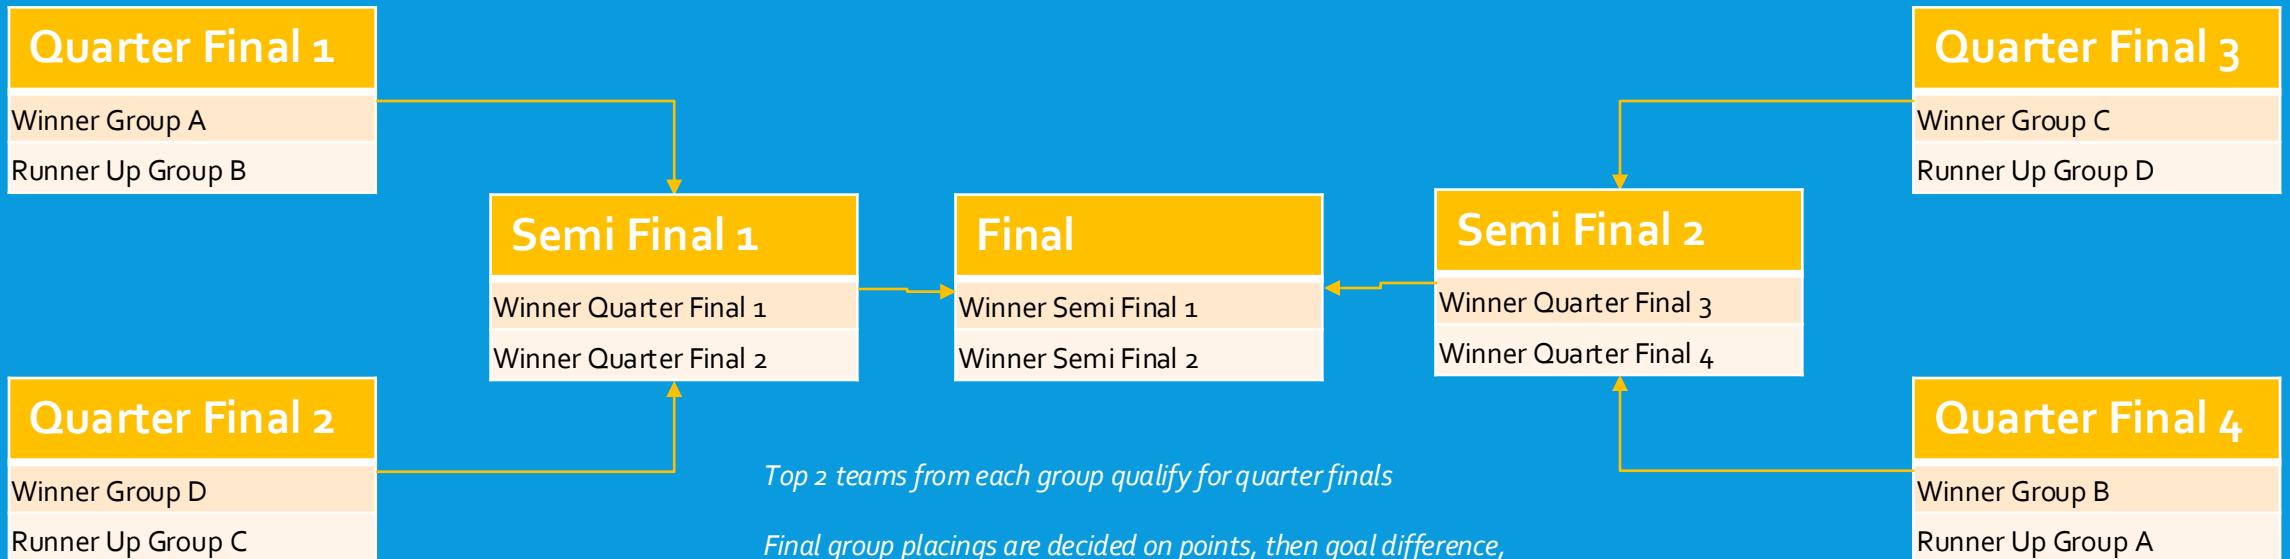 Quarter Final 1
Winner Group A
Runner Up Group B
Quarter Final 2
Winner Group D
Runner Up Group C
Semi Final 1
Winner Quarter Final 1
Winner Quarter Final 2
Final
Winner Semi Final 1
Winner Semi Final 2
Semi Final 2
Winner Quarter Final 3
Winner Quarter Final 4
Quarter Final 3
Winner Group C
Runner Up Group D
Quarter Final 4
Winner Group B
Runner Up Group A
Top 2 teams from each group qualify for quarter finals
Final group placings are decided on points, then goal difference,